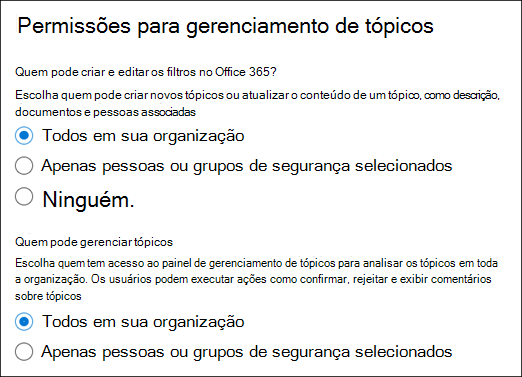 Permissões para gerenciamento de tópicos
Quem pode criar e editar os filtros no Office 365?
Escolha quem pode criar novos tópicos ou atualizar o conteúdo de um tópico, como descrição,
documentos e pessoas associadas
Todos em sua organização
Apenas pessoas ou grupos de segurança selecionados
Ninguém.
Quem pode gerenciar tópicos
Escolha quem tem acesso ao painel de gerenciamento de tópicos para analisar os tópicos em toda
a organização. Os usuários podem executar ações como confirmar, rejeitar e exibir comentários
sobre tópicos
Todos em sua organização
Apenas pessoas ou grupos de segurança selecionados